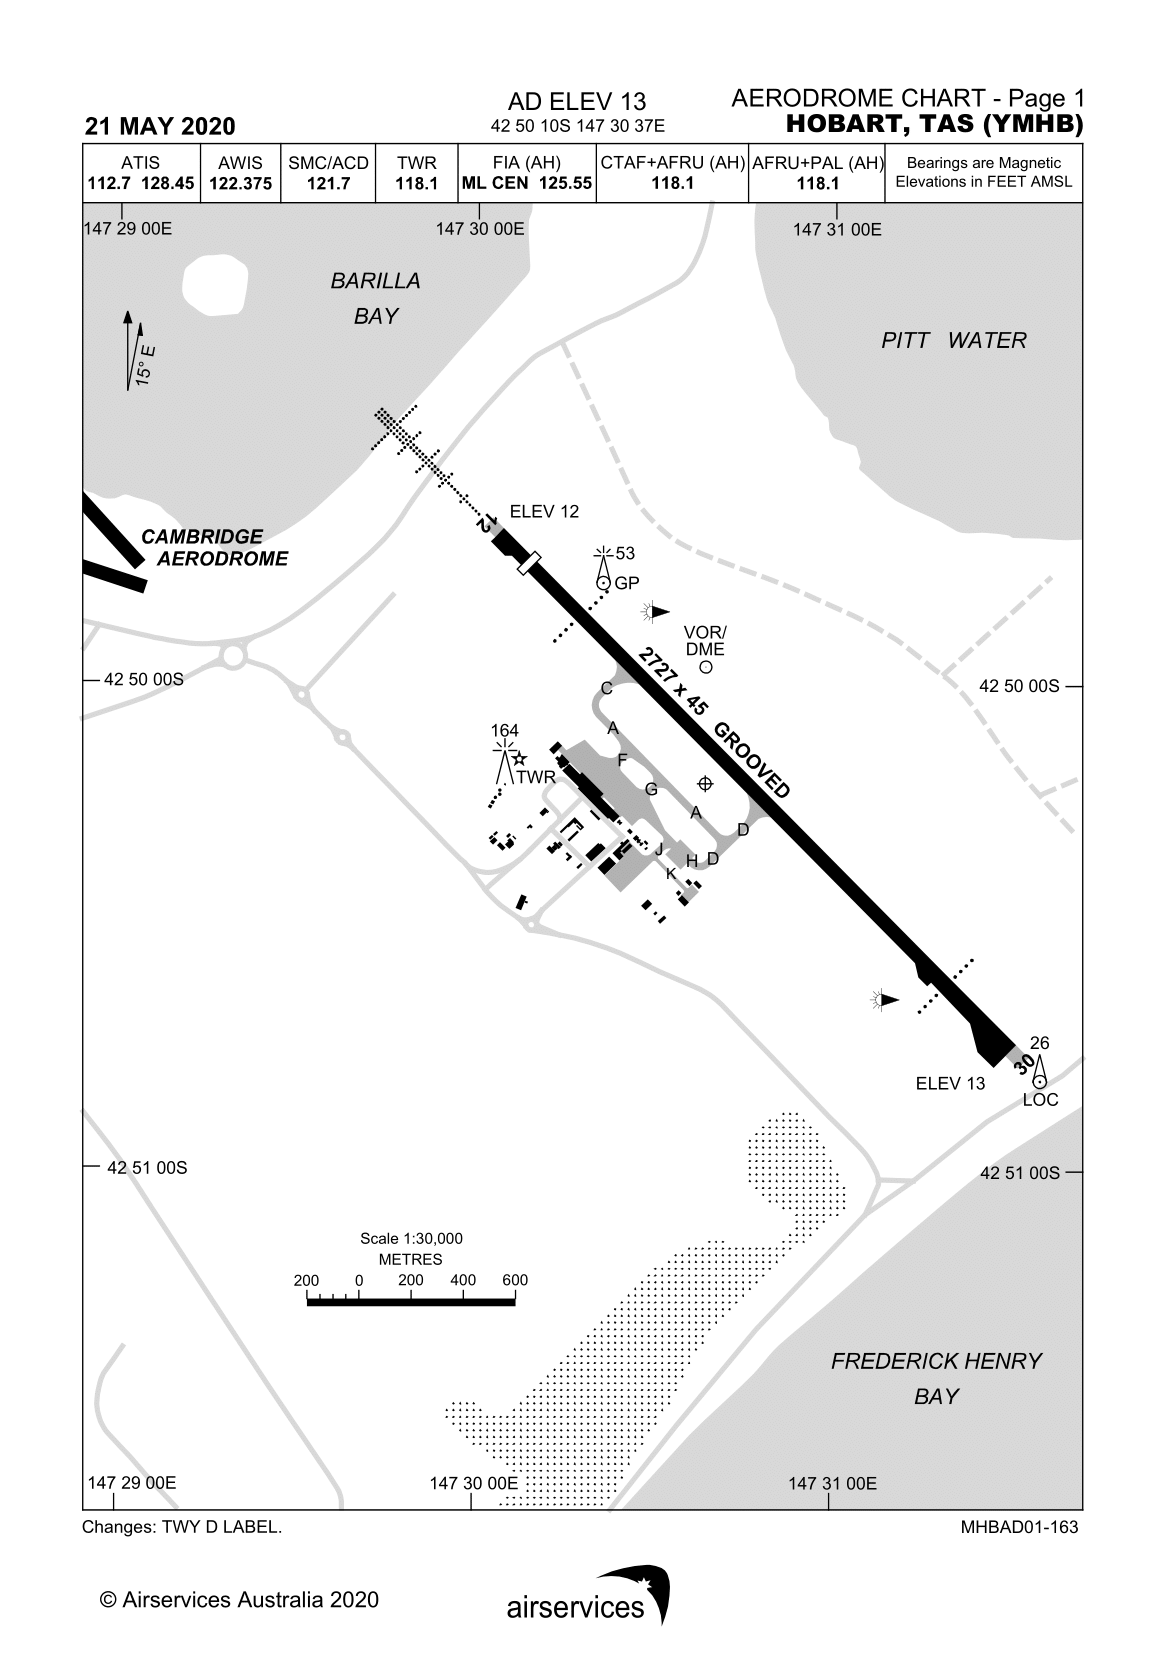 AD ELEV 13
42 50 10S 147 30 37E
AERODROME CHART - Page 1
21 MAY 2020
HOBART, TAS (YMHB)
ATIS
112.7 128.45
AWIS
122.375
SMC/ACD
121.7
TWR
118.1
FIA (AH)
ML CEN 125.55
CTAF+AFRU (AH)
118.1
AFRU+PAL (AH)
118.1
Bearings are Magnetic
Elevations in FEET AMSL
147 29 00E
147 30 00E
147 31 00E
BARILLA
BAY
PITT WATER
15° E
CAMBRIDGE
AERODROME
12
ELEV 12
53
GP
VOR/
DME
42 50 00S
42 50 00S
2727 x 45 GROOVED
C
A
164
TWR
F
G
A
D
J
H
D
K
26
30
ELEV 13
LOC
42 51 00S
42 51 00S
Scale 1:30,000
METRES
200 0 200 400 600
FREDERICK HENRY
BAY
147 29 00E
147 30 00E
147 31 00E
Changes: TWY D LABEL.
MHBAD01-163
© Airservices Australia 2020
airservices